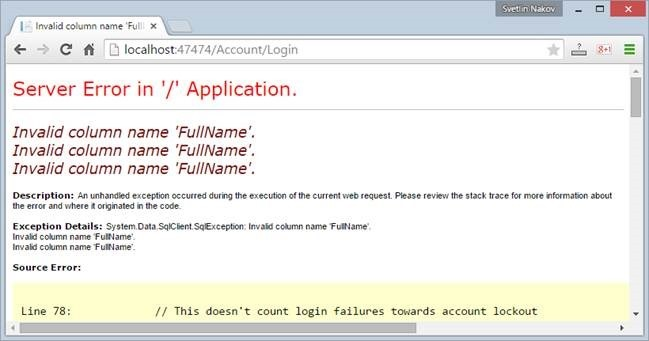 Svetlin Nakov
Invalid column name 'Full
localhost:47474/Account/Login
Server Error in '/' Application.
Invalid column name 'FullName'.
Invalid column name 'FullName'.
Invalid column name 'FullName'.
Description: An unhandled exception occurred during the execution of the current web request. Please review the stack trace for more information about
the error and where it originated in the code.
Exception Details: System.Data.SqlClient.SqlException: Invalid column name 'FullName'.
Invalid column name 'FullName'.
Invalid column name 'FullName'.
Source Error:
Line 78: // This doesn't count login failures towards account lockout